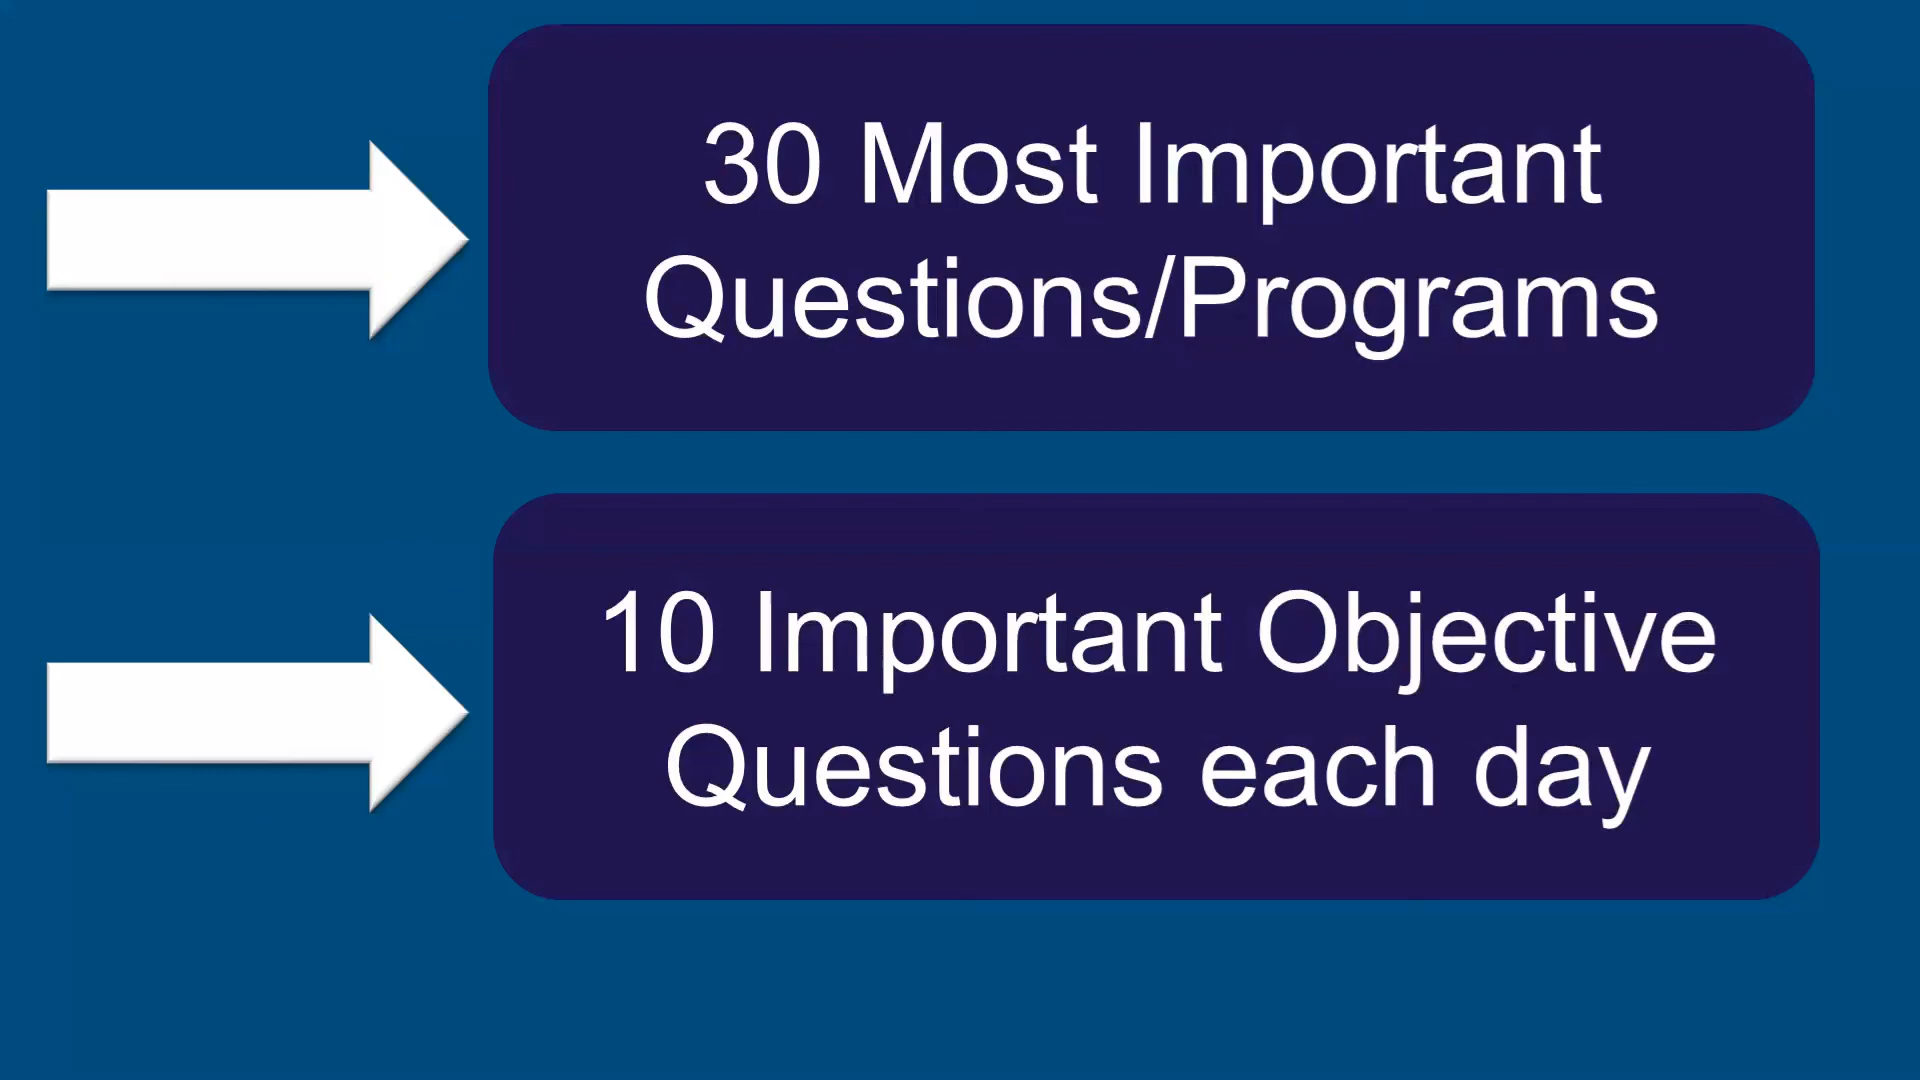 30 Most Important
Questions/Programs
10 Important Objective
Questions each day